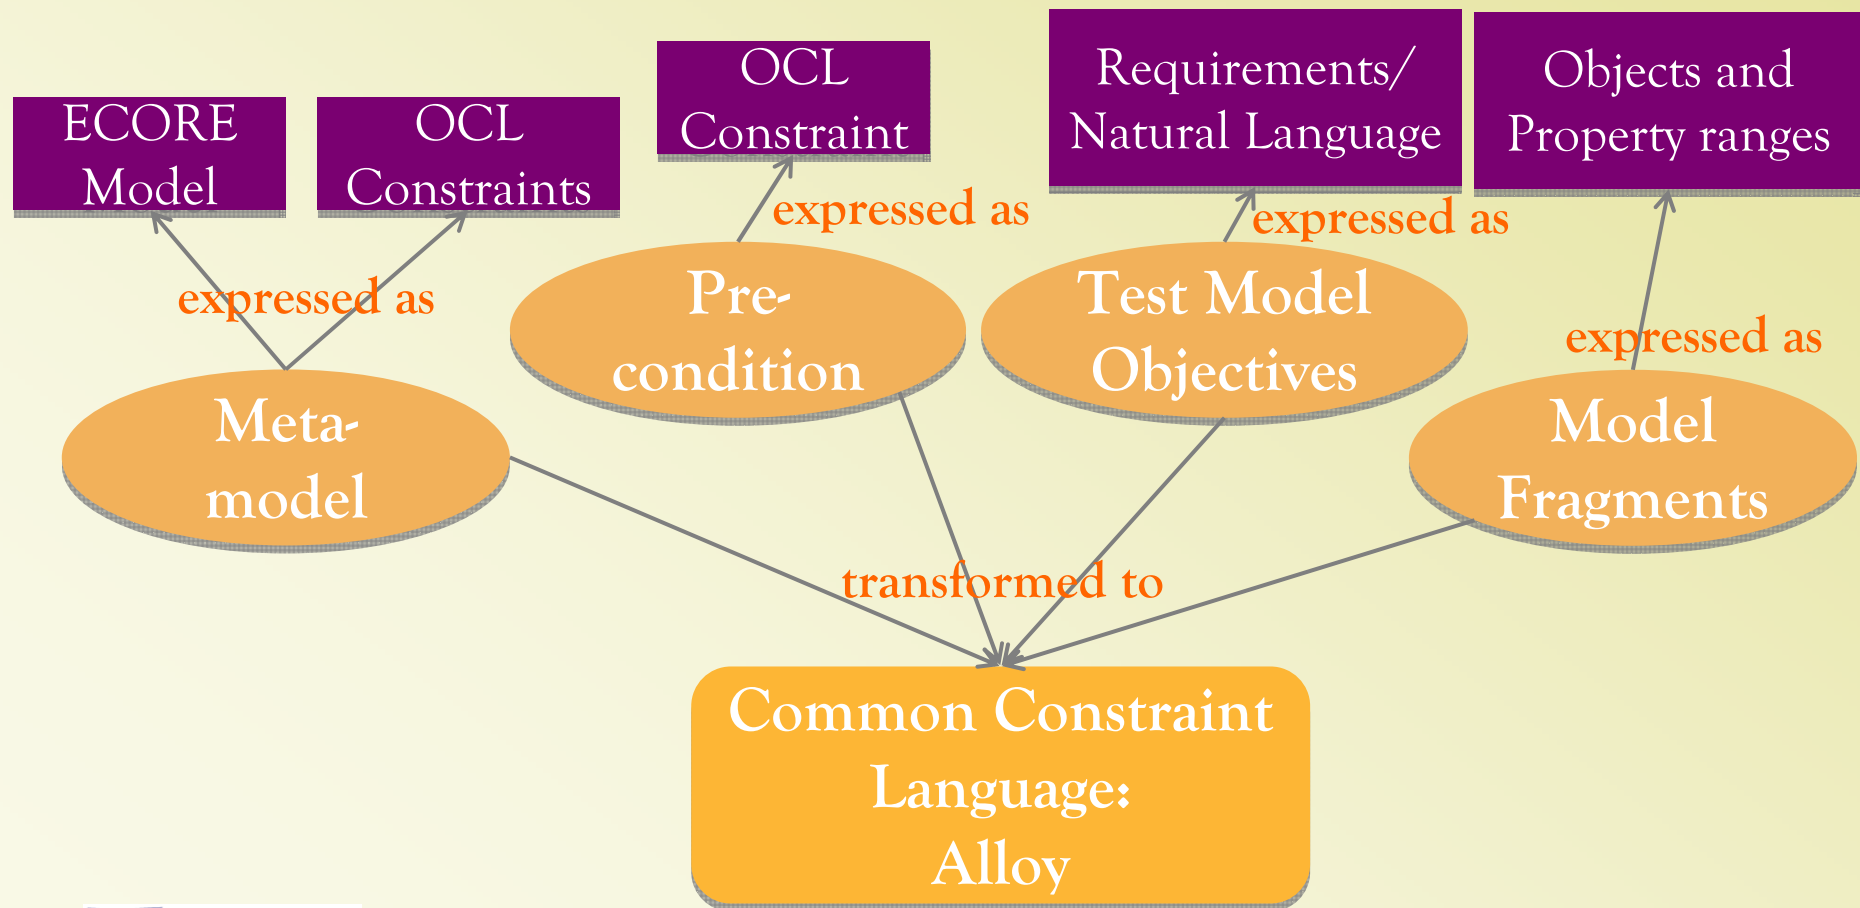 ECORE
Model
OCL
Constraints
OCL
Constraint
Requirements/
Natural Language
Objects and
Property ranges
expressed as
expressed as
expressed as
expressed as
Meta-
model
Pre-
condition
Test Model
Objectives
Model
Fragments
transformed to
Common Constraint
Language:
Alloy